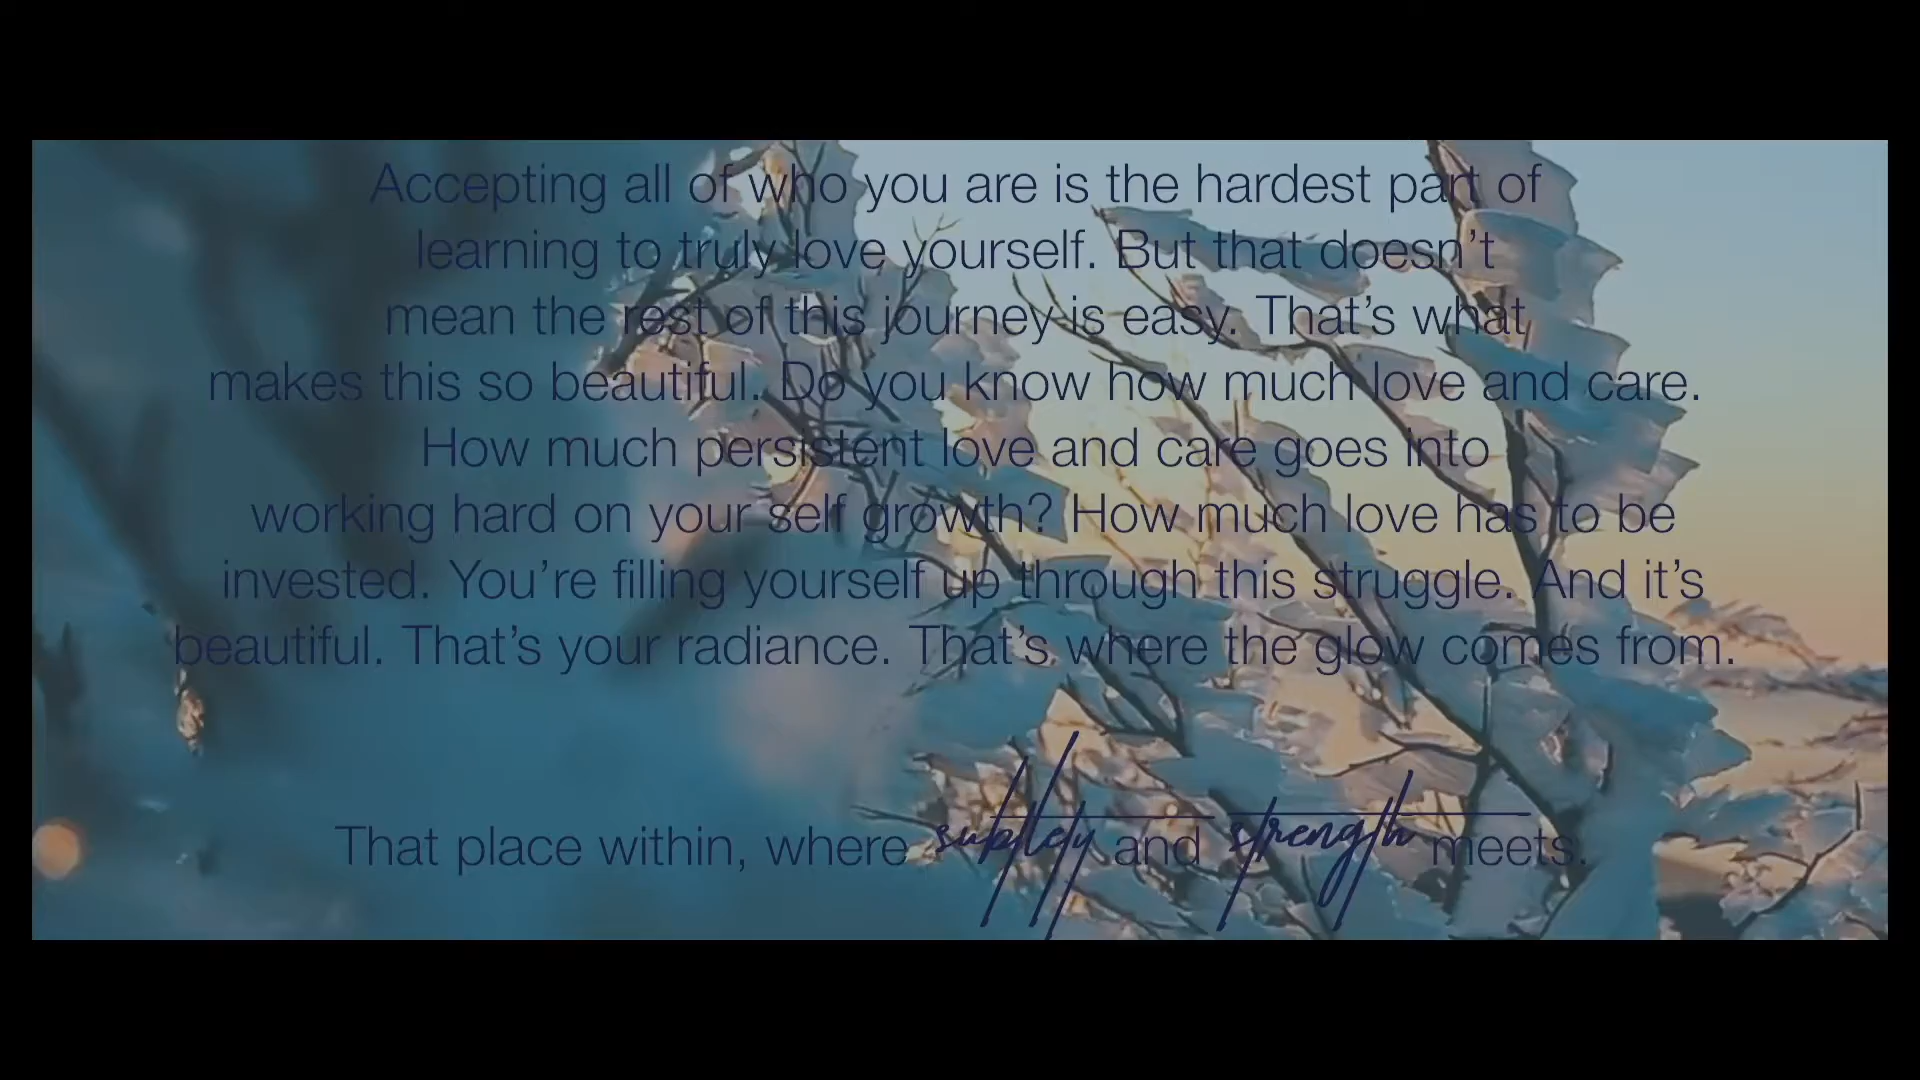 Accepting all of who you are is the hardest part of
learning to truly love yourself. But that doesn’t
mean the rest of this journey is easy. That’s what
makes this so beautiful. Do you know how much love and care.
How much persistent love and care goes into
working hard on your self growth? How much love has to be
invested. You’re filling yourself up through this struggle. And it’s
beautiful. That’s your radiance. That’s where the glow comes from.
That place within, where subtlety and strength meets.